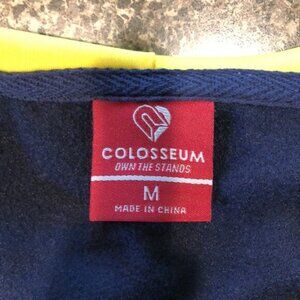 COLOSSEUM
OWN THE STANDS
M
MADE IN CHINA